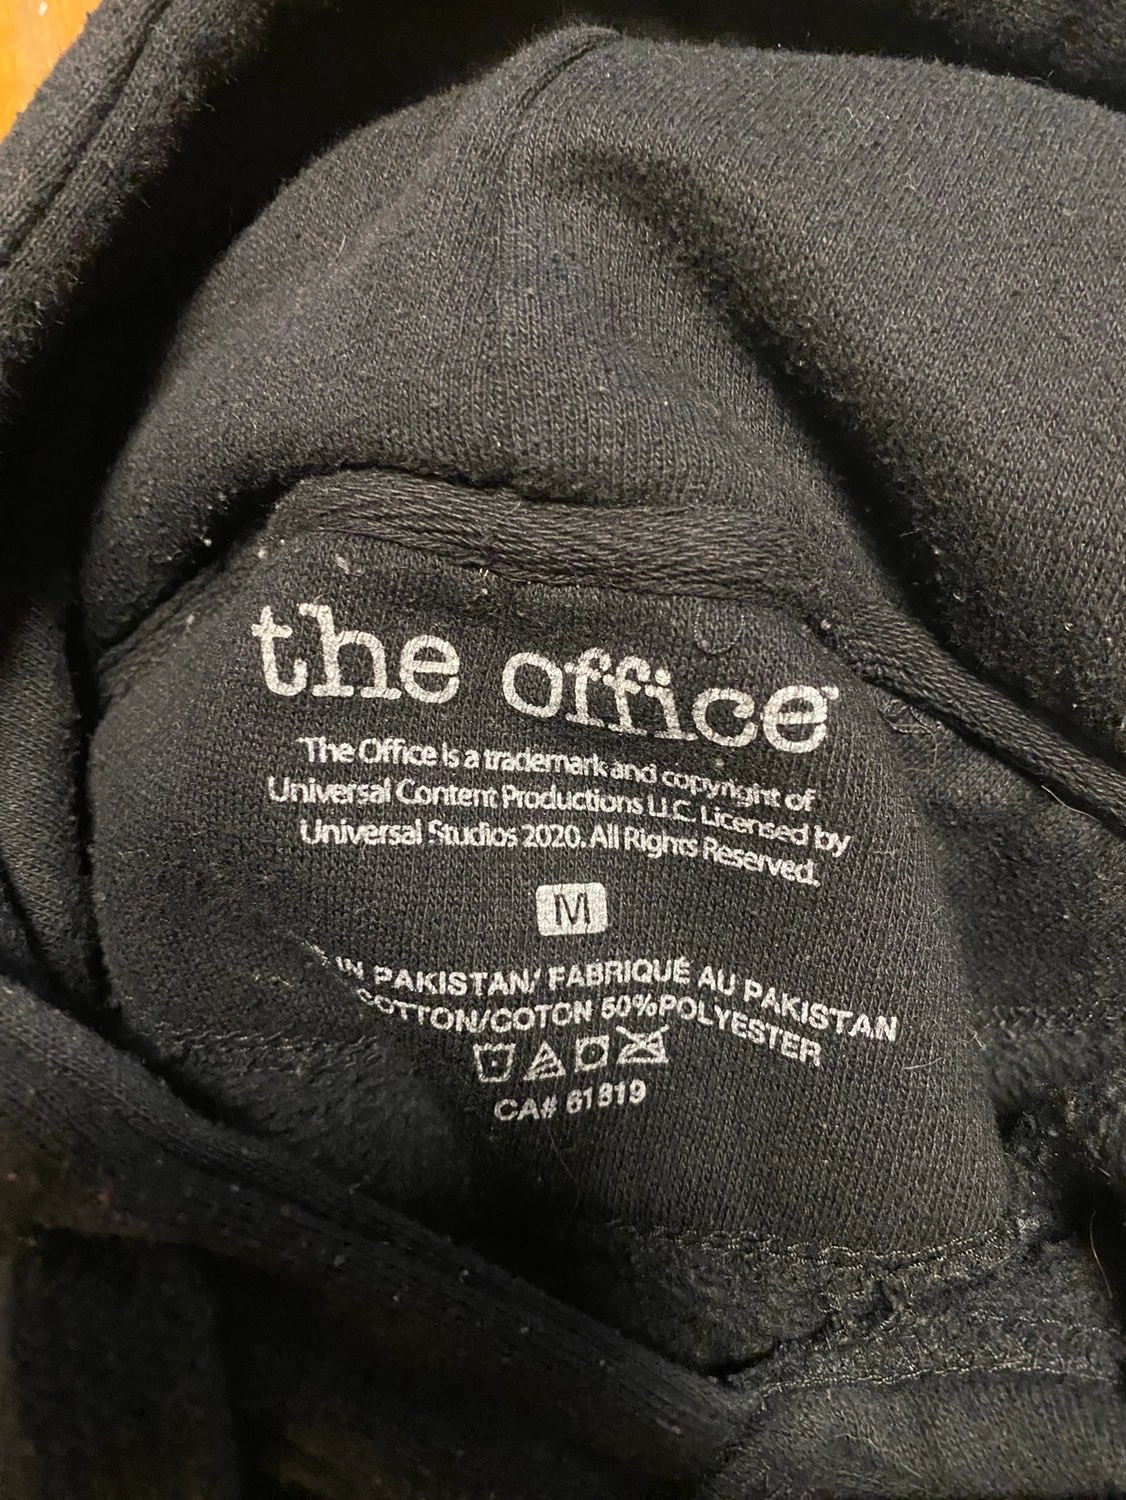 the office
The Office is a trademark and copyright of
Universal Content Productions LLC. Licensed by
Universal Studios 2020. All Rights Reserved.
M
IN PAKISTAN/ FABRIQUÉ AU PAKISTAN
COTTON/COTON 50%POLYESTER
CA# 61819